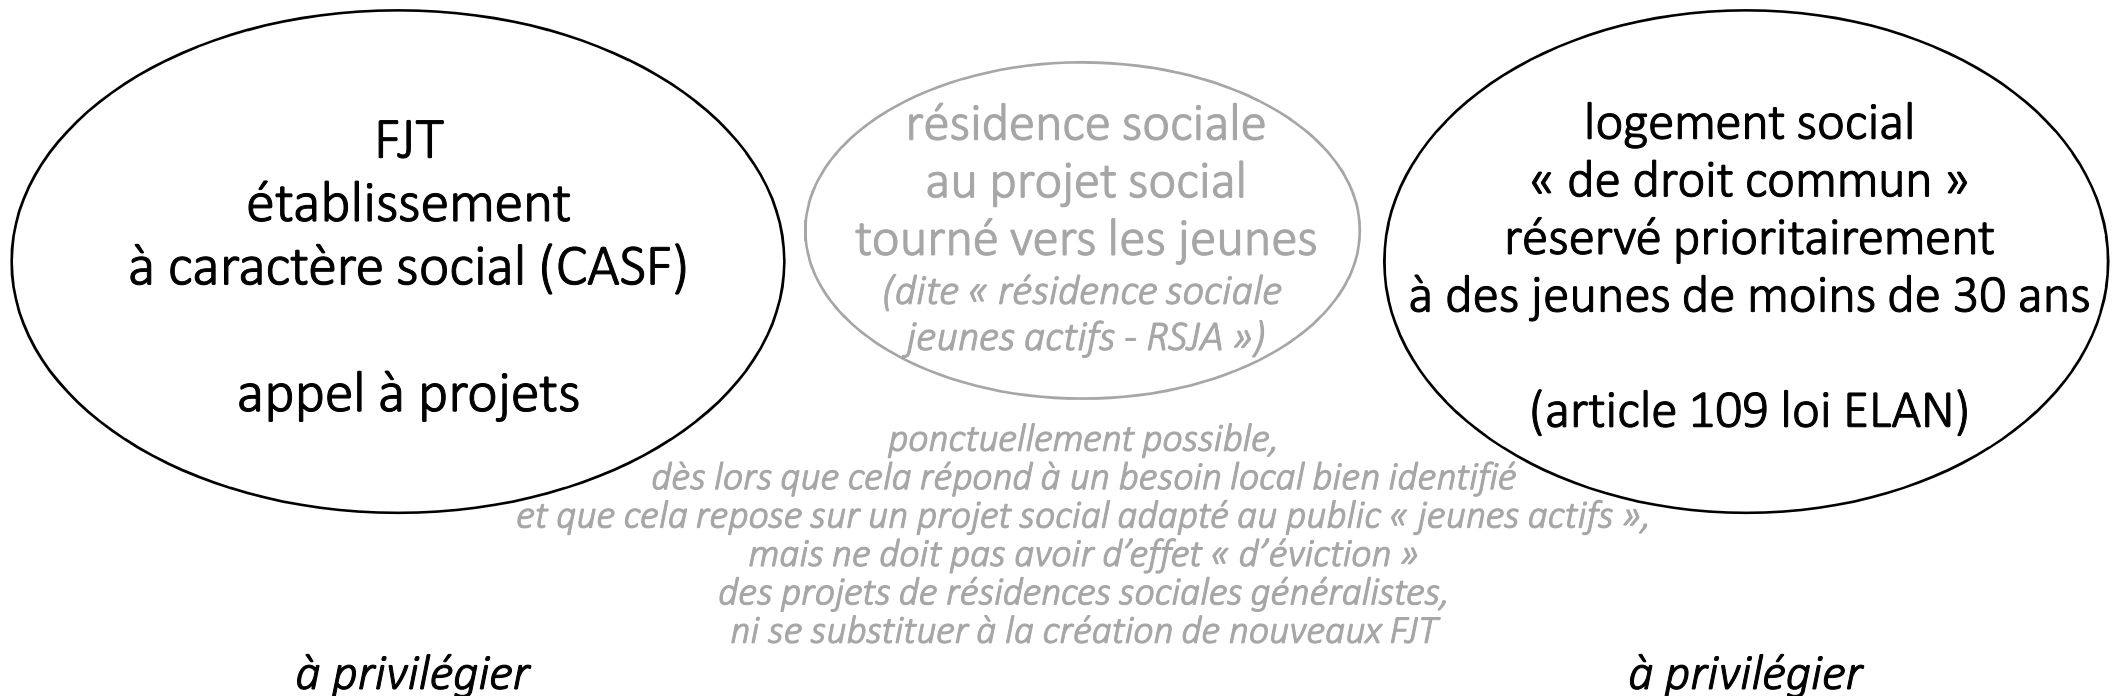 FJT
établissement
à caractère social (CASF)
appel à projets
résidence sociale
au projet social
tourné vers les jeunes
(dite « résidence sociale
jeunes actifs - RSJA »)
logement social
« de droit commun »
réservé prioritairement
à des jeunes de moins de 30 ans
(article 109 loi ELAN)
ponctuellement possible,
dès lors que cela répond à un besoin local bien identifié
et que cela repose sur un projet social adapté au public « jeunes actifs »,
mais ne doit pas avoir d’effet « d’éviction »
des projets de résidences sociales généralistes,
ni se substituer à la création de nouveaux FJT
à privilégier
à privilégier